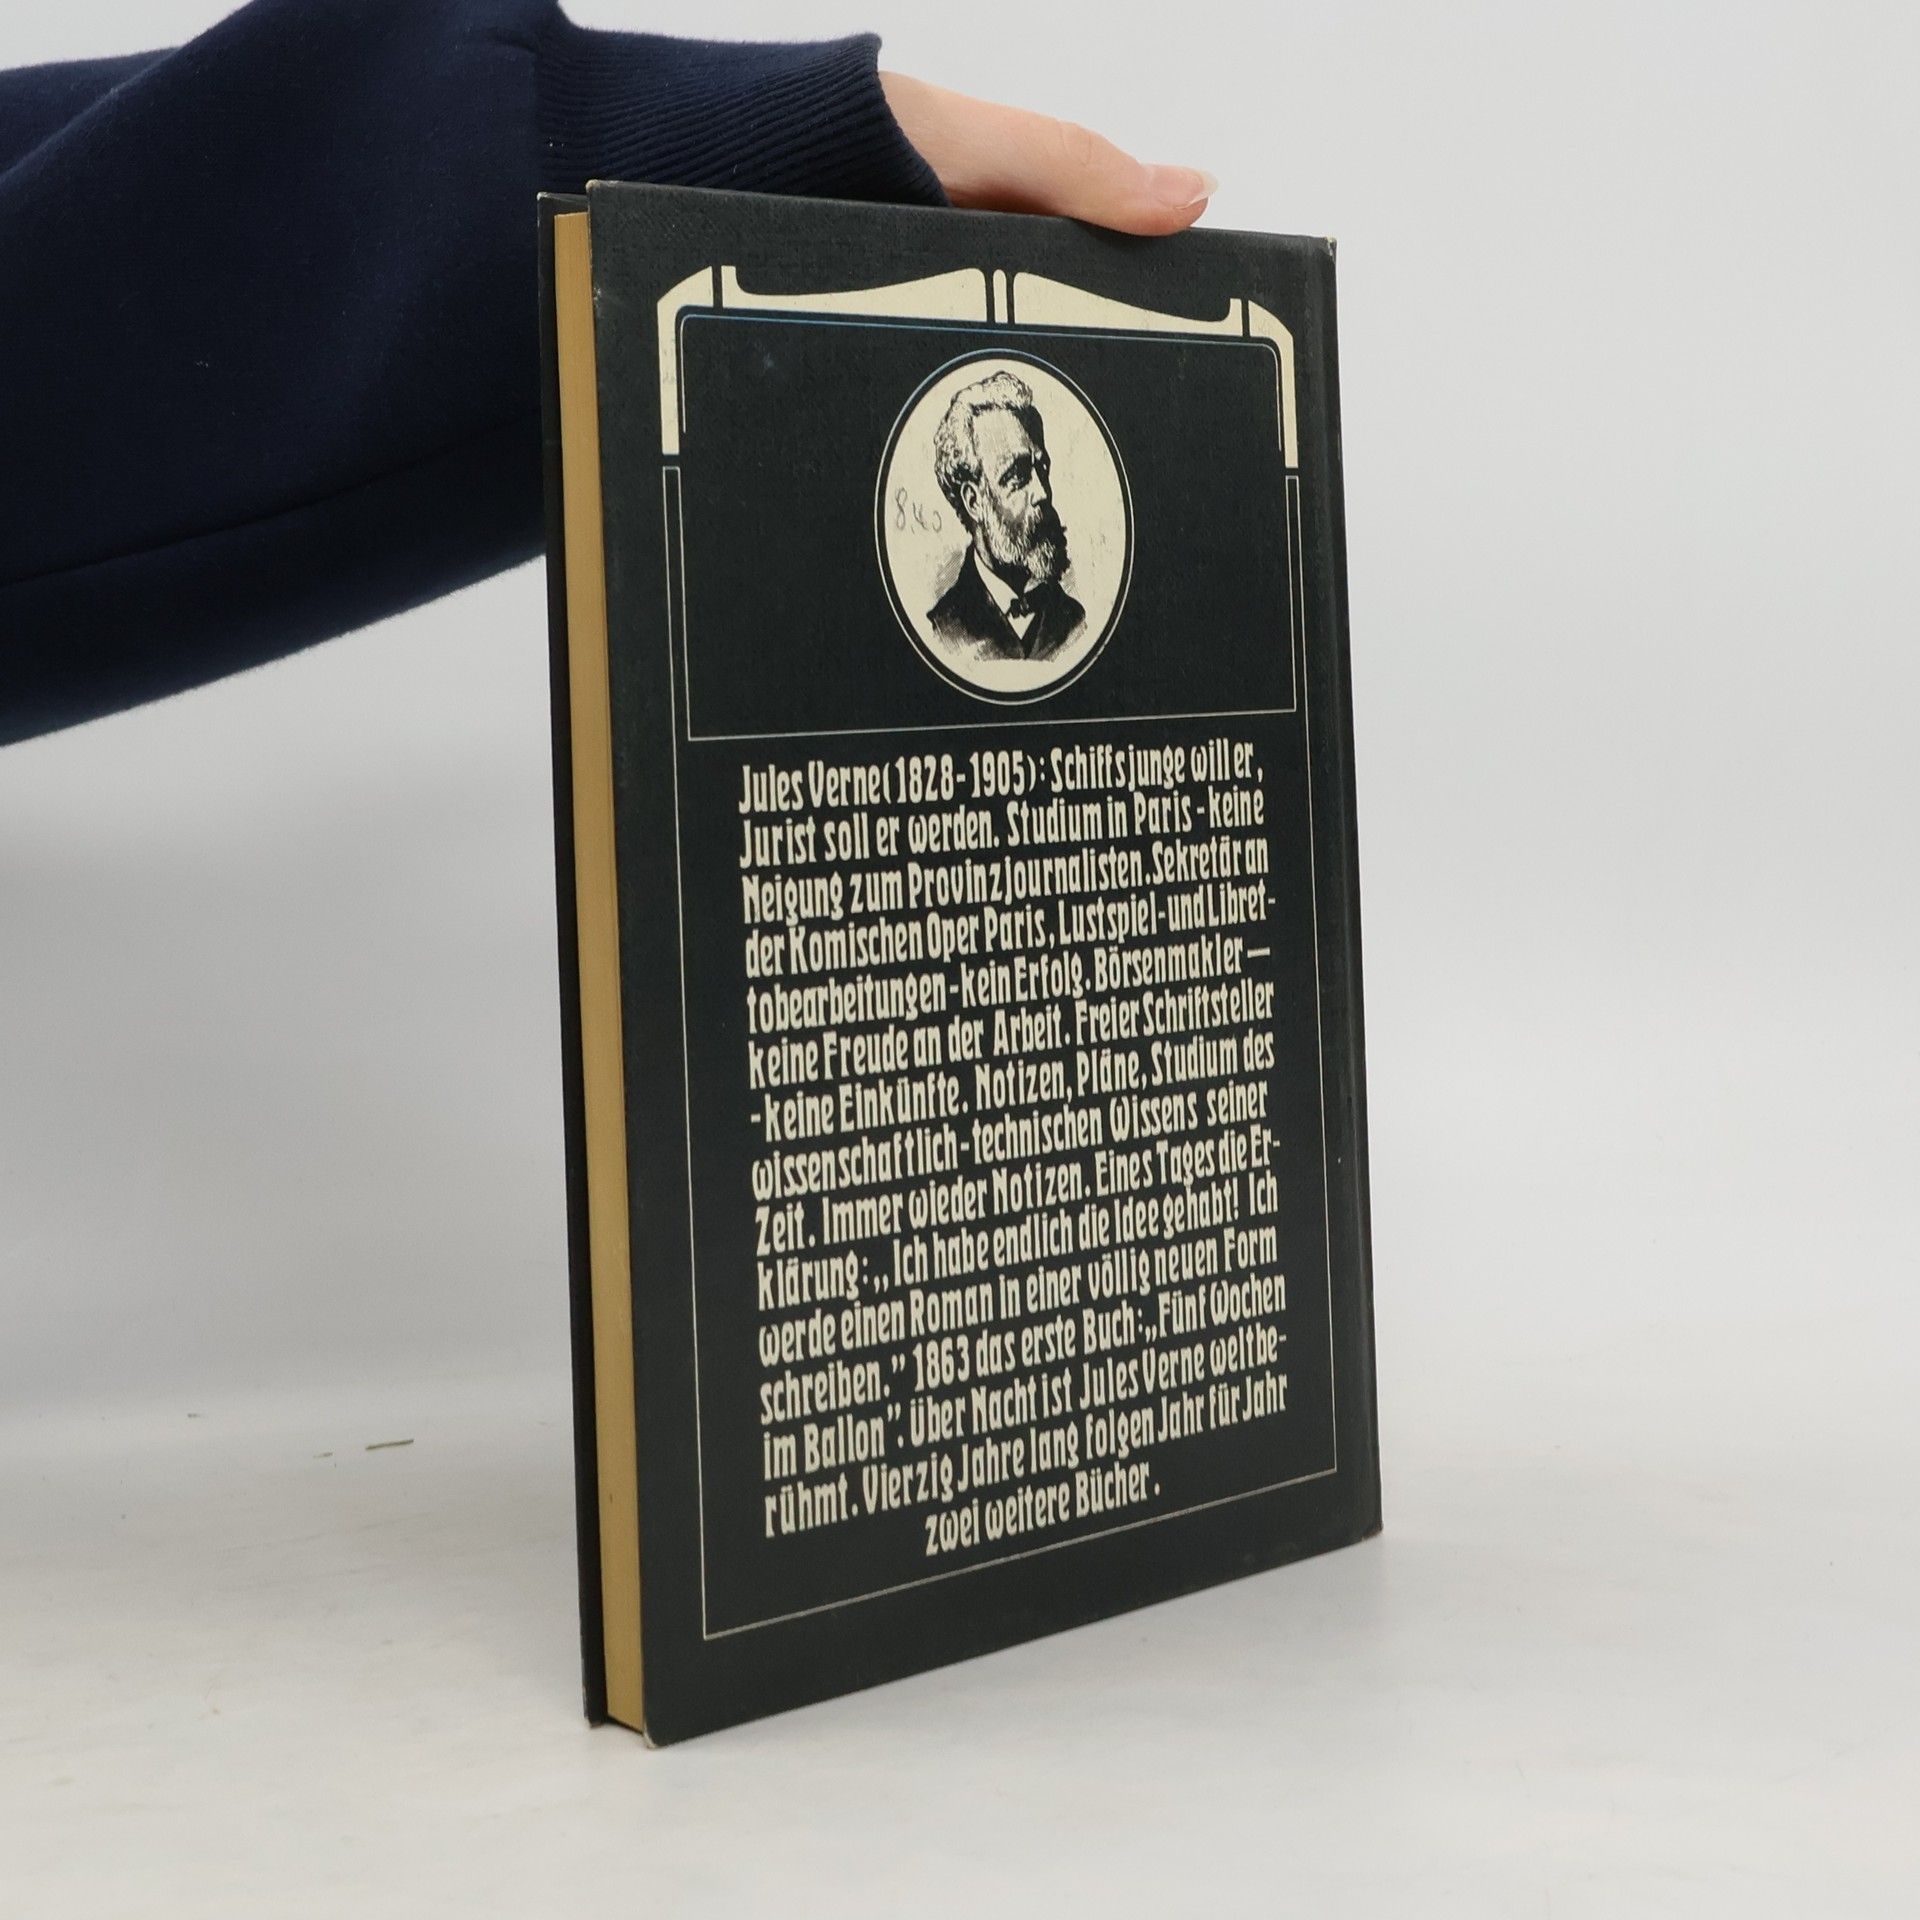 8,40
Jules Verne (1828-1905): Schiffsjunge will er,
Jurist soll er werden. Studium in Paris - keine
Neigung zum Provinzjournalisten. Sekretär an
der Komischen Oper Paris, Lustspiel- und Libret-
tobearbeitungen - kein Erfolg. Börsenmakler —
keine Freude an der Arbeit. Freier Schriftsteller
- keine Einkünfte. Notizen, Pläne, Studium des
wissenschaftlich-technischen Wissens seiner
Zeit. Immer wieder Notizen. Eines Tages die Er-
klärung: „Ich habe endlich die Idee gehabt! Ich
werde einen Roman in einer völlig neuen Form
schreiben.” 1863 das erste Buch: „Fünf Wochen
im Ballon”. Über Nacht ist Jules Verne weltbe-
rühmt. Vierzig Jahre lang folgen Jahr für Jahr
zwei weitere Bücher.